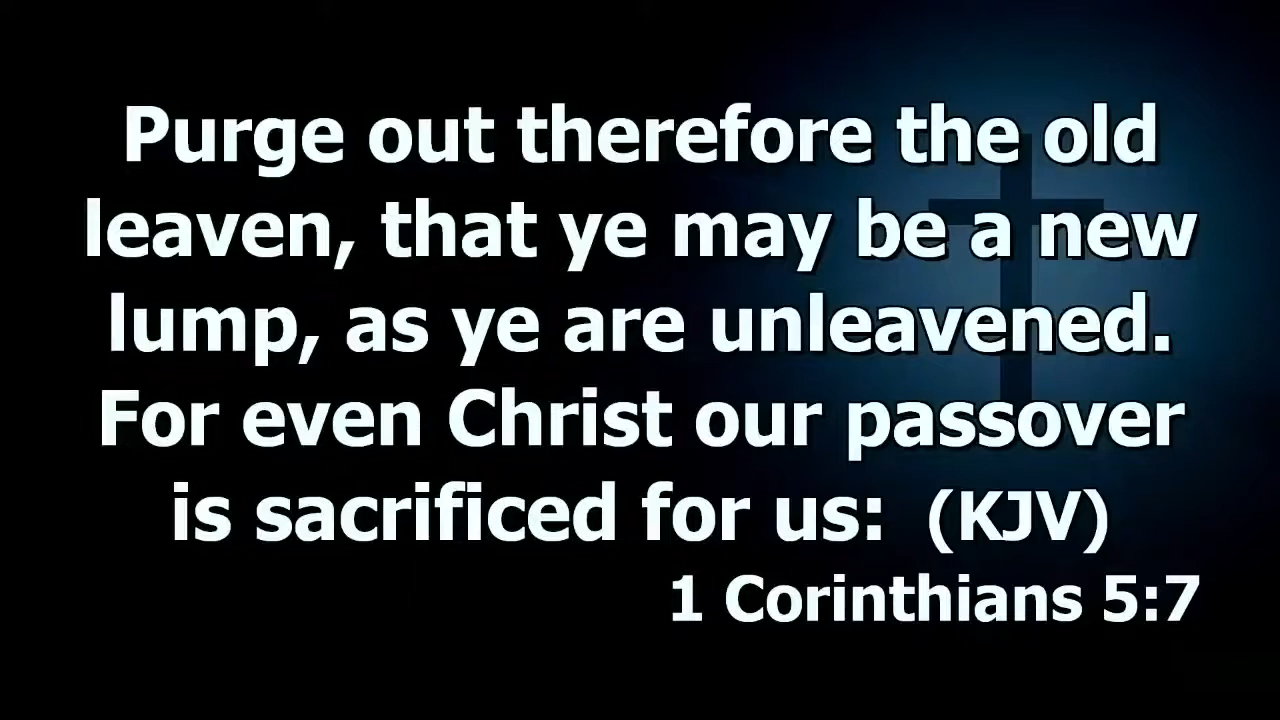 Purge out therefore the old
leaven, that ye may be a new
lump, as ye are unleavened.
For even Christ our passover
is sacrificed for us: (KJV)
1 Corinthians 5:7